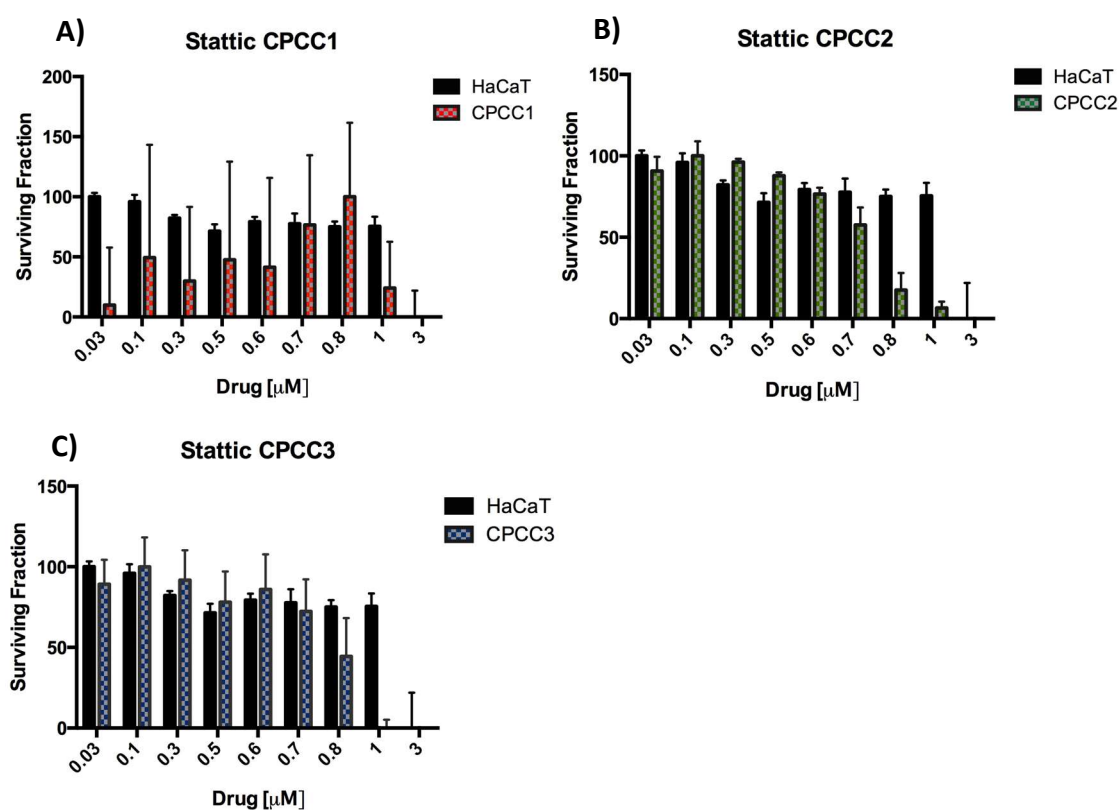 A)
Stattic CPCC1
HaCaT
CPCC1
Surviving Fraction
200
150
100
50
0
0.03 0.1 0.3 0.5 0.6 0.7 0.8 1 3
Drug [μM]
B)
Stattic CPCC2
HaCaT
CPCC2
Surviving Fraction
150
100
50
0
0.03 0.1 0.3 0.5 0.6 0.7 0.8 1 3
Drug [μM]
C)
Stattic CPCC3
HaCaT
CPCC3
Surviving Fraction
150
100
50
0
0.03 0.1 0.3 0.5 0.6 0.7 0.8 1 3
Drug [μM]